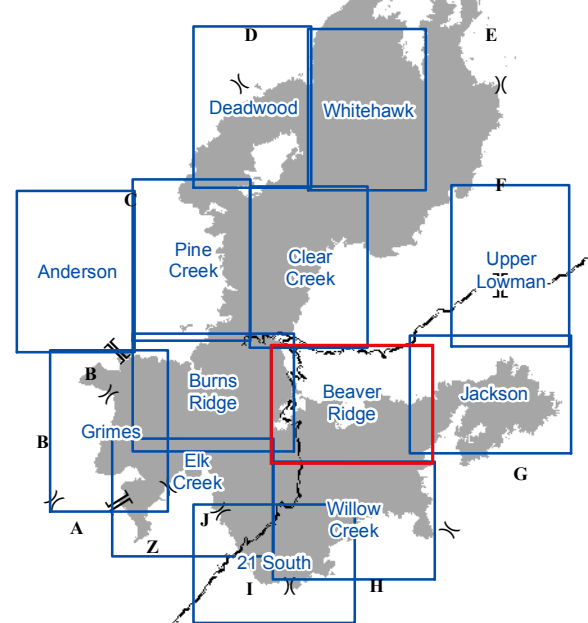 D
E
Deadwood
Whitehawk
F
C
Anderson
Pine
Creek
Clear
Creek
Upper
Lowman
B
Burns
Ridge
Beaver
Ridge
Jackson
B
Grimes
Elk
Creek
G
A
Z
J
Willow
Creek
21 South
I
H